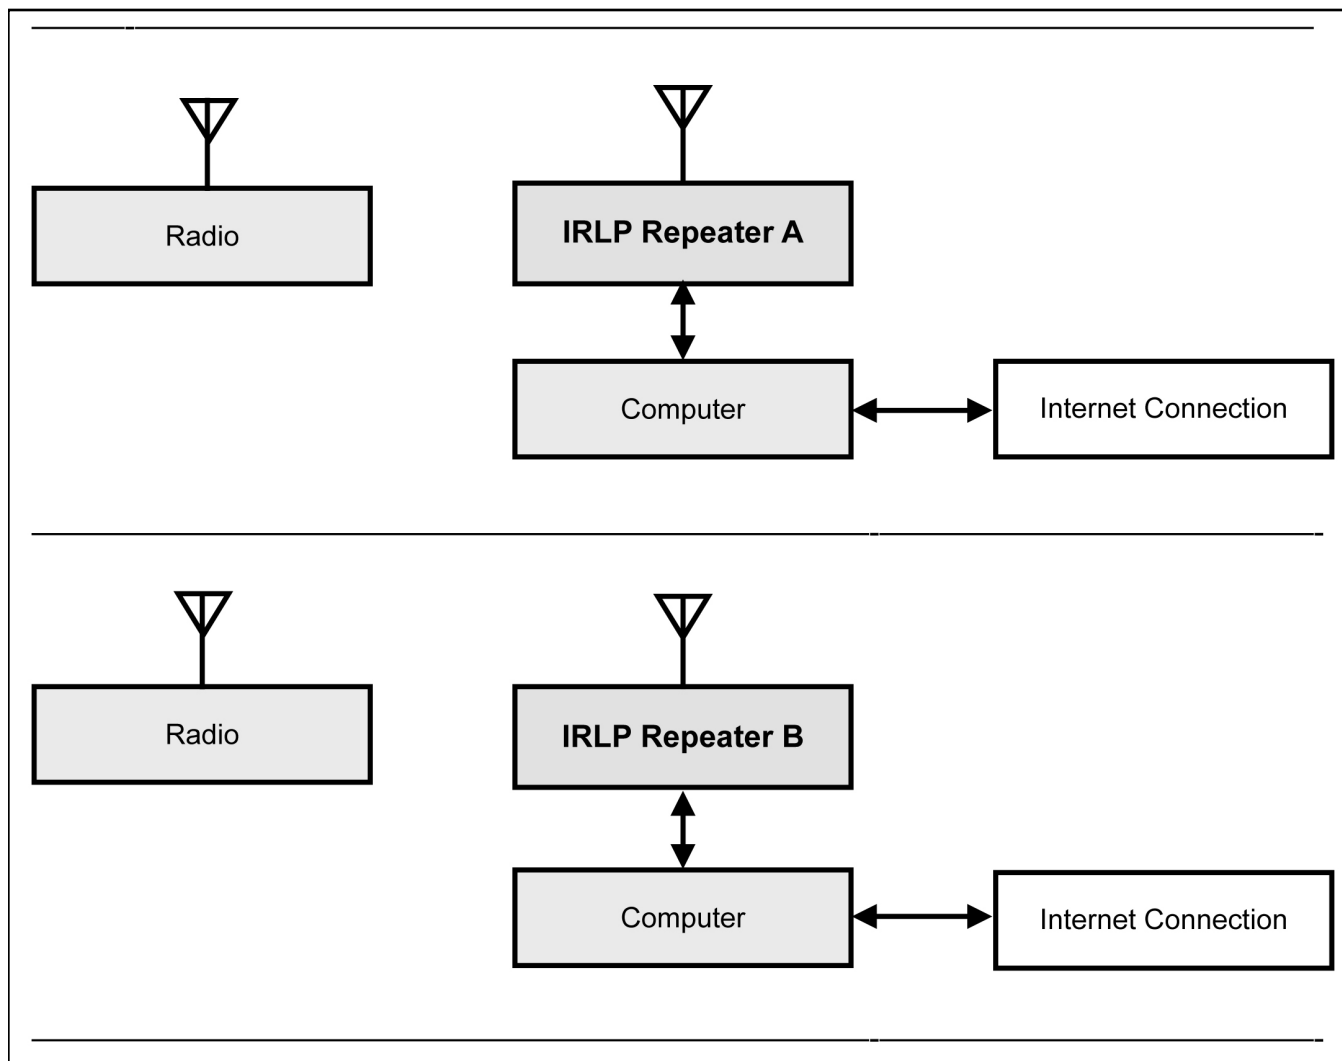 Radio
IRLP Repeater A
Computer
Internet Connection
Radio
IRLP Repeater B
Computer
Internet Connection